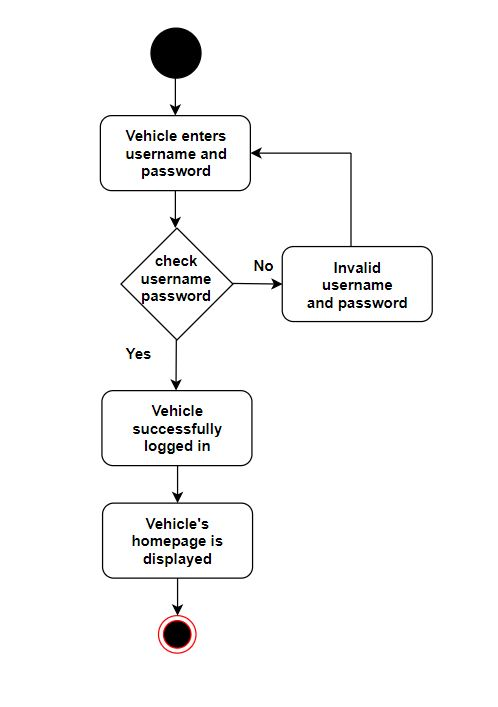 Vehicle enters
username and
password
check
username
password
No
Invalid
username
and password
Yes
Vehicle
successfully
logged in
Vehicle's
homepage is
displayed